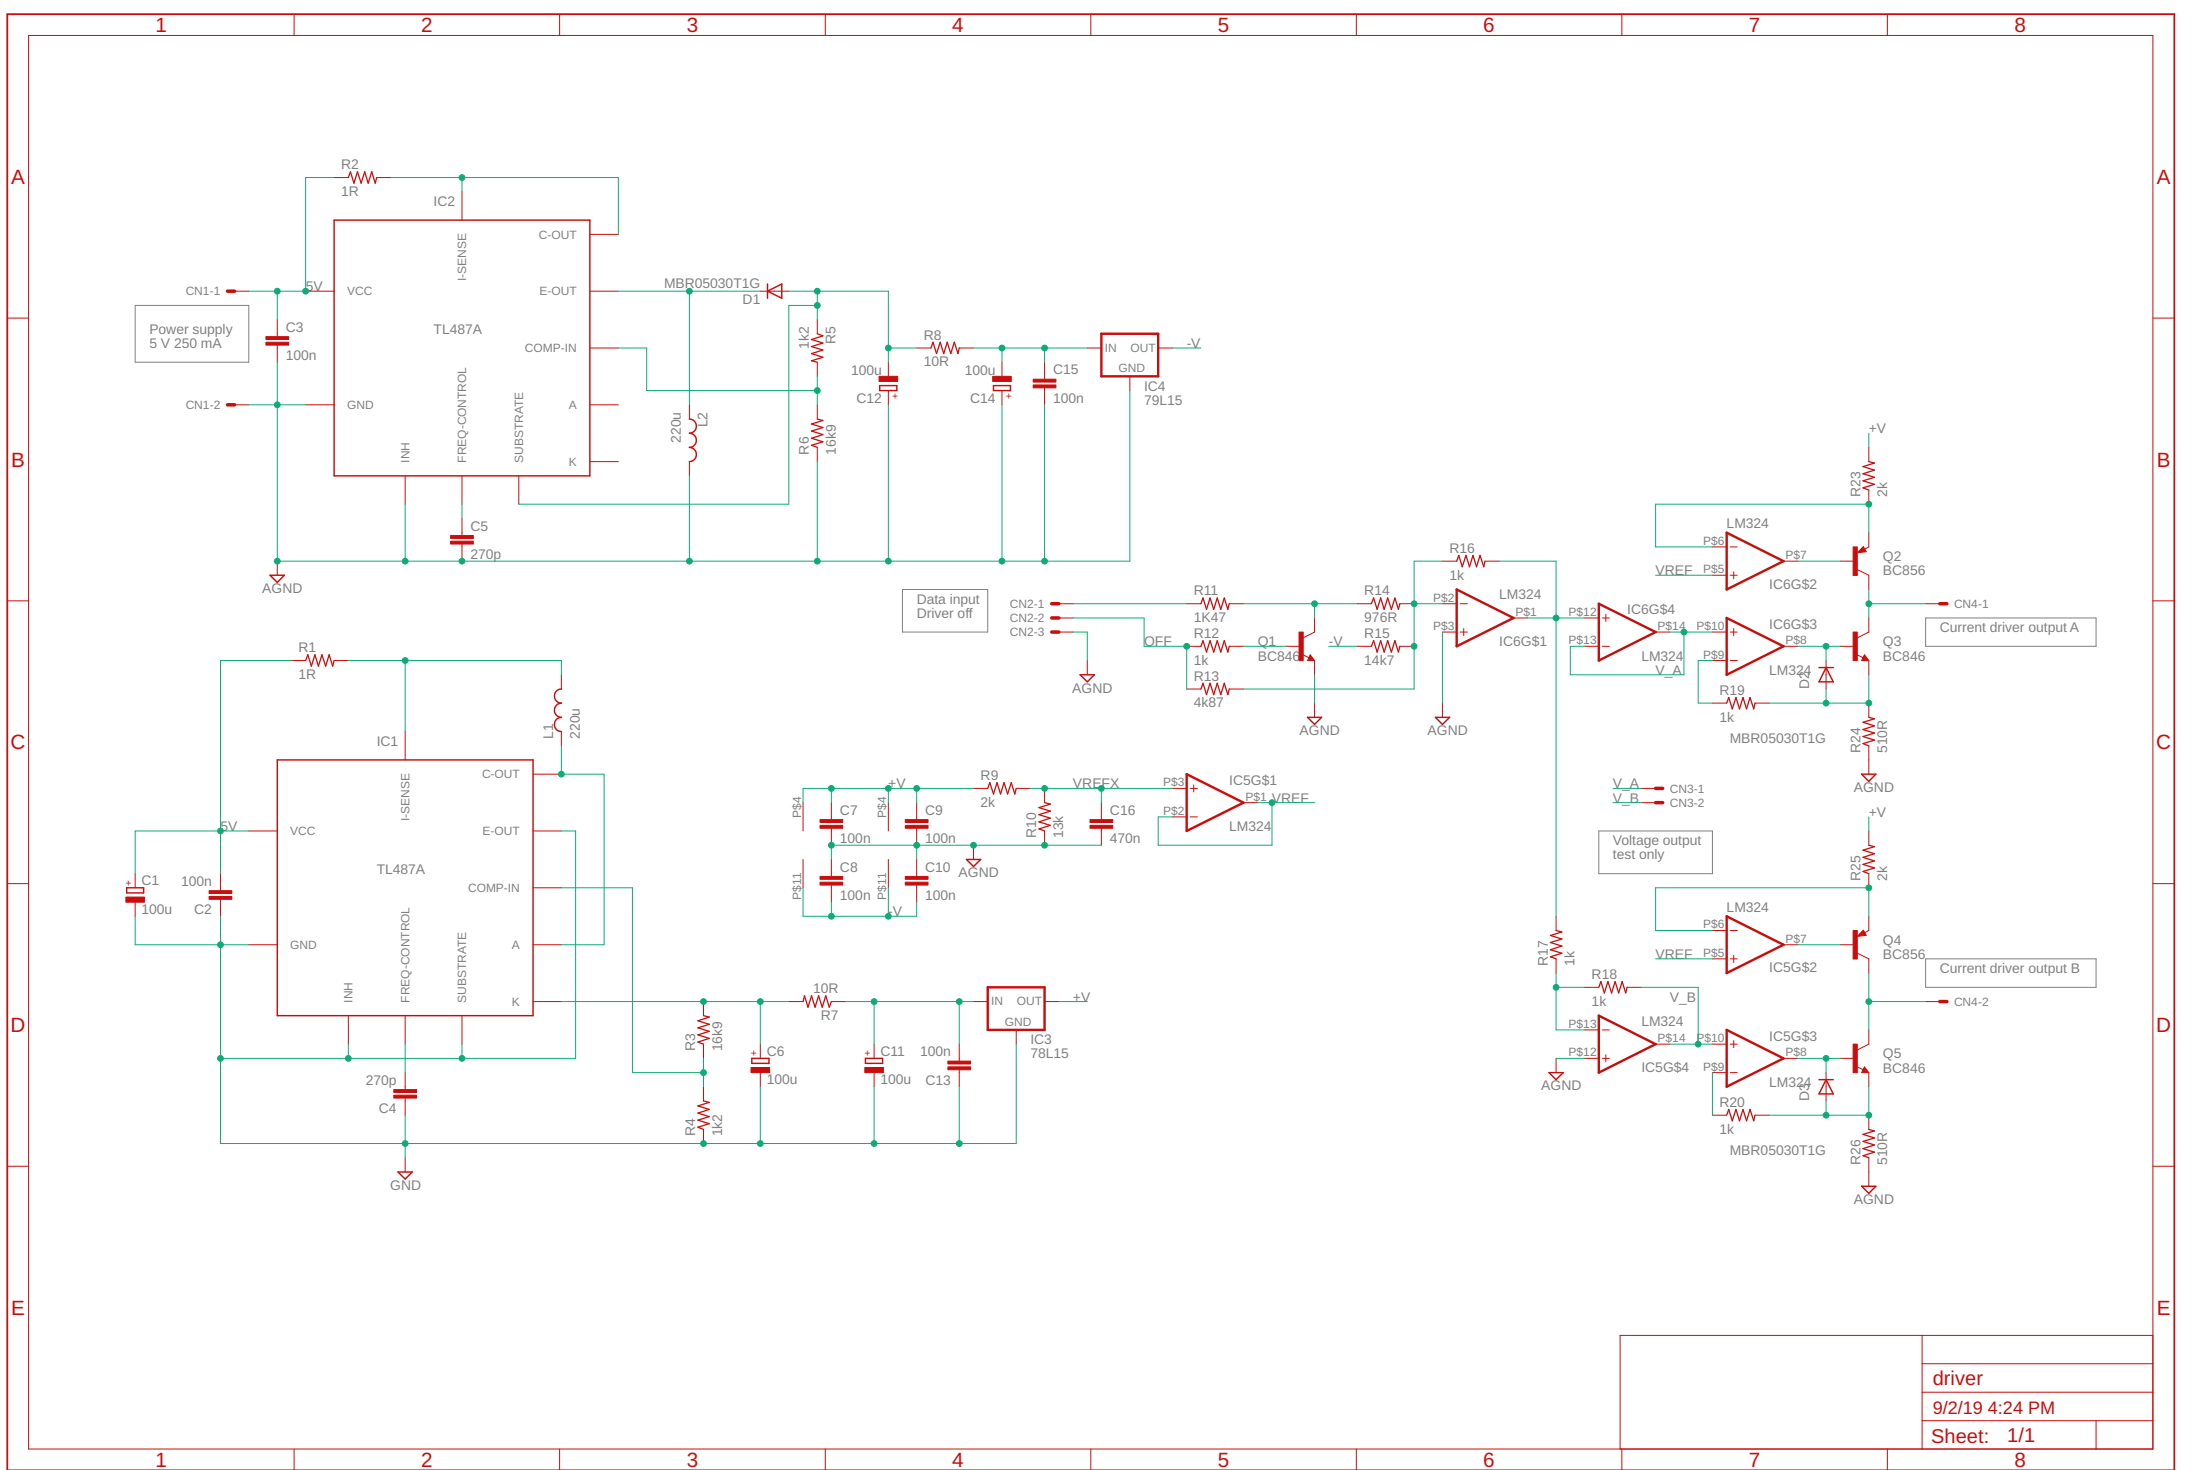 1 2 3 4 5 6 7 8
A
B
C
D
E
A
B
C
D
E
R2
1R
IC2
I-SENSE
C-OUT
CN1-1
5V
VCC
E-OUT
MBR05030T1G
D1
Power supply
5 V 250 mA
C3
100n
TL487A
COMP-IN
CN1-2
GND
INH
FREQ-CONTROL
SUBSTRATE
A
K
C5
270p
AGND
220u
L2
1k2
R5
R6
16k9
100u
C12
R8
10R
100u
C14
C15
100n
IN OUT
GND
-V
IC4
79L15
R1
1R
L1
220u
IC1
I-SENSE
C-OUT
5V
VCC
E-OUT
TL487A
COMP-IN
C1
100u
100n
C2
GND
INH
FREQ-CONTROL
SUBSTRATE
A
K
270p
C4
GND
R3
16k9
R4
1k2
C6
100u
10R
R7
C11
100u
100n
C13
IN OUT
GND
+V
IC3
78L15
P$4
C7
100n
+V
P$4
C9
100n
P$11
C8
100n
P$11
-V
C10
100n
R9
2k
R10
13k
VREFX
C16
470n
AGND
P$3
P$2
IC5G$1
P$1
VREF
LM324
Data input
Driver off
CN2-1
CN2-2
CN2-3
AGND
R11
1K47
OFF
R12
1k
R13
4k87
Q1
BC846
AGND
R14
976R
-V
R15
14k7
R16
1k
P$2
P$3
LM324
P$1
IC6G$1
AGND
P$12
P$13
IC6G$4
P$14
LM324
V_A
+V
R23
2k
LM324
P$6
VREF
P$5
P$7
IC6G$2
Q2
BC856
CN4-1
Current driver output A
P$10
P$9
IC6G$3
P$8
LM324
Q3
BC846
R19
1k
MBR05030T1G
R24
510R
AGND
V_A
V_B
CN3-1
CN3-2
Voltage output
test only
+V
R25
2k
LM324
P$6
VREF
P$5
P$7
IC5G$2
Q4
BC856
Current driver output B
CN4-2
R17
1k
R18
1k
V_B
P$13
P$12
LM324
P$14
IC5G$4
AGND
P$10
P$9
IC5G$3
P$8
LM324
Q5
BC846
R20
1k
MBR05030T1G
R26
510R
AGND
driver
9/2/19 4:24 PM
Sheet: 1/1
1 2 3 4 5 6 7 8